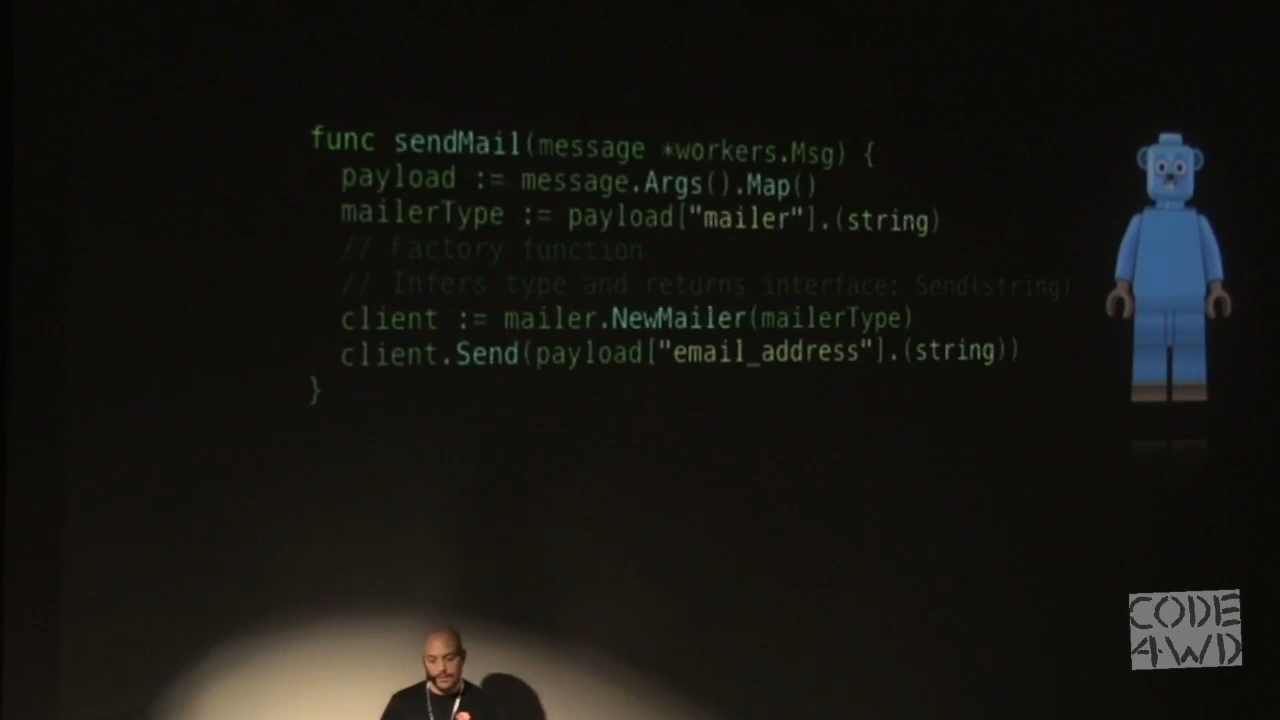 func sendMail(message *workers.Msg) {
payload := message.Args().Map()
mailerType := payload["mailer"].(string)
// Factory function
// Infers type and returns interface: Send(string)
client := mailer.NewMailer(mailerType)
client.Send(payload["email_address"].(string))
}
CODE
4WD